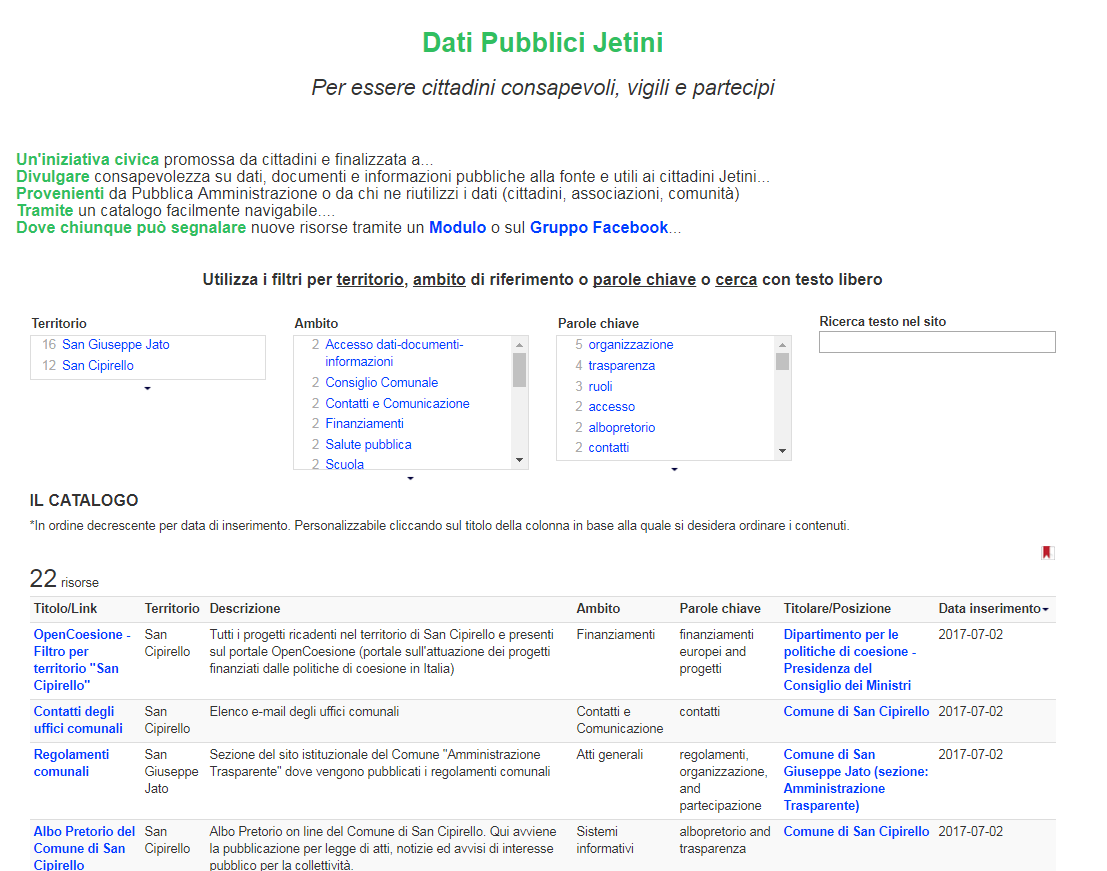 Dati Pubblici Jetini
Per essere cittadini consapevoli, vigili e partecipi
Un'iniziativa civica promossa da cittadini e finalizzata a...
Divulgare consapevolezza su dati, documenti e informazioni pubbliche alla fonte e utili ai cittadini Jetini...
Provenienti da Pubblica Amministrazione o da chi ne riutilizzi i dati (cittadini, associazioni, comunità)
Tramite un catalogo facilmente navigabile....
Dove chiunque può segnalare nuove risorse tramite un Modulo o sul Gruppo Facebook...
Utilizza i filtri per territorio, ambito di riferimento o parole chiave o cerca con testo libero
Territorio
16 San Giuseppe Jato
12 San Cipirello
Ambito
2 Accesso dati-documenti-
informazioni
2 Consiglio Comunale
2 Contatti e Comunicazione
2 Finanziamenti
2 Salute pubblica
2 Scuola
Parole chiave
5 organizzazione
4 trasparenza
3 ruoli
2 accesso
2 albopretorio
2 contatti
Ricerca testo nel sito
IL CATALOGO
*In ordine decrescente per data di inserimento. Personalizzabile cliccando sul titolo della colonna in base alla quale si desidera ordinare i contenuti.
22 risorse
Titolo/Link Territorio Descrizione Ambito Parole chiave Titolare/Posizione Data inserimento
OpenCoesione - San Tutti i progetti ricadenti nel territorio di San Cipirello e presenti Finanziamenti finanziamenti Dipartimento per le 2017-07-02
Filtro per Cipirello sul portale OpenCoesione (portale sull'attuazione dei progetti europei and politiche di coesione -
territorio "San finanziati dalle politiche di coesione in Italia) progetti Presidenza del
Cipirello" Consiglio dei Ministri
Contatti degli San Elenco e-mail degli uffici comunali Contatti e contatti Comune di San Cipirello 2017-07-02
uffici comunali Cipirello Comunicazione
Regolamenti San Sezione del sito istituzionale del Comune "Amministrazione Atti generali regolamenti, Comune di San 2017-07-02
comunali Giuseppe Trasparente" dove vengono pubblicati i regolamenti comunali organizzazione, Giuseppe Jato (sezione:
Jato and Amministrazione
partecipazione Trasparente)
Albo Pretorio del San Albo Pretorio on line del Comune di San Cipirello. Qui avviene Sistemi albopretorio and Comune di San Cipirello 2017-07-02
Comune di San Cipirello la pubblicazione per legge di atti, notizie ed avvisi di interesse informativi trasparenza
Cipirello pubblico per la collettività.